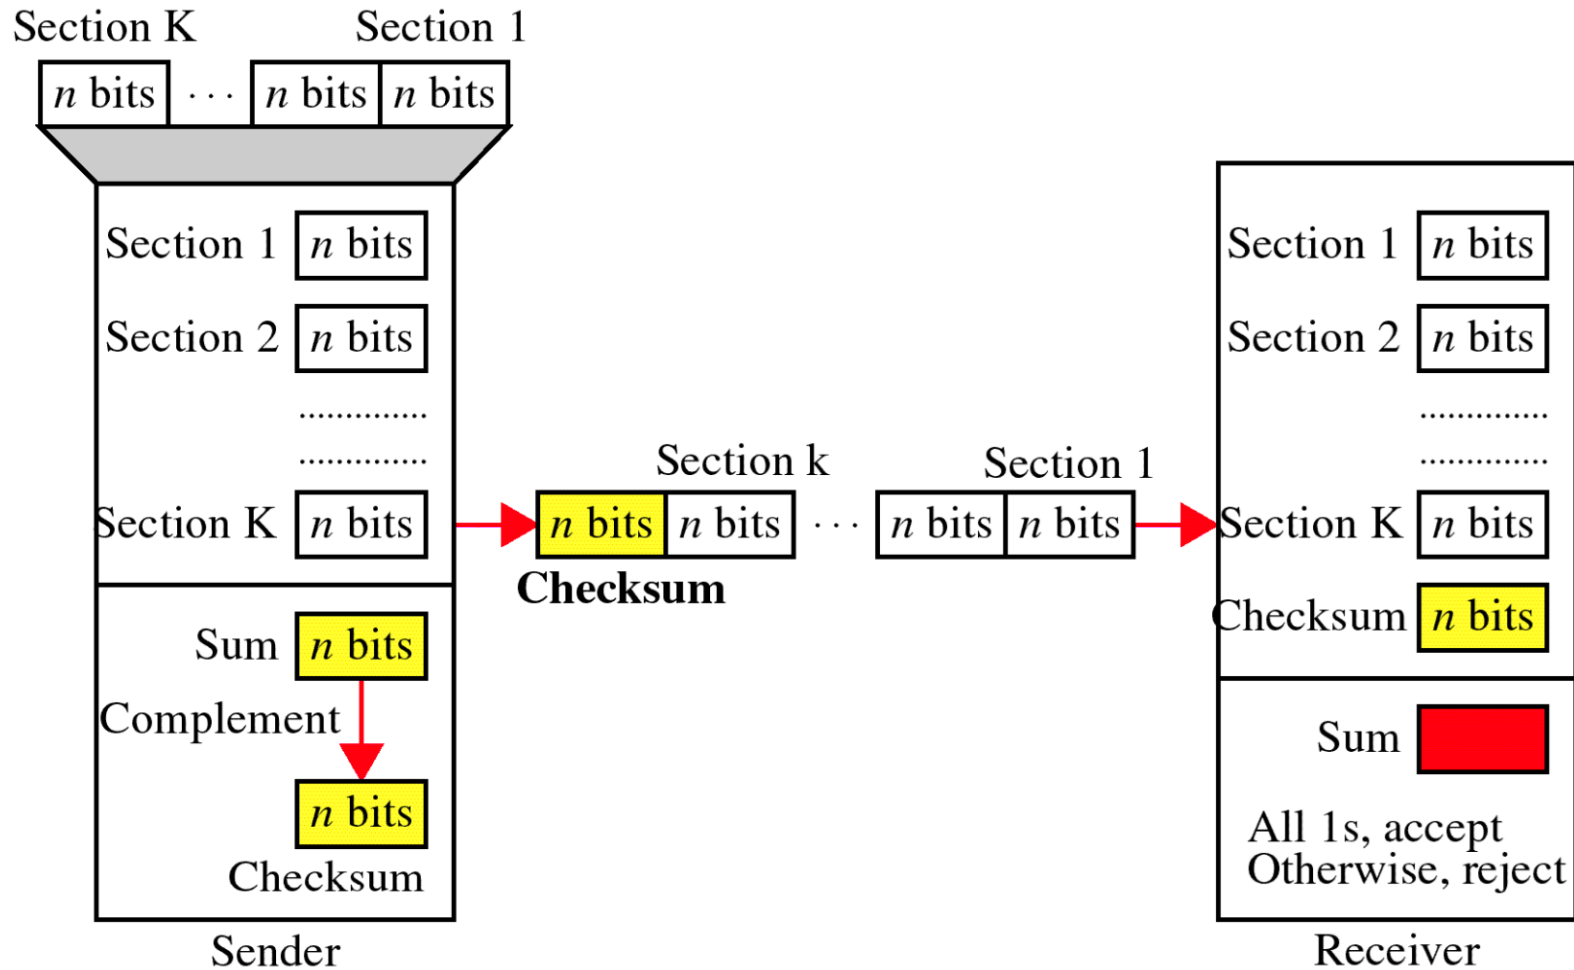 Section K Section 1
n bits ... n bits n bits
Section 1 n bits
Section 2 n bits
..............
..............
Section K n bits
Sum n bits
Complement
n bits
Checksum
Sender
Section k Section 1
n bits n bits ... n bits n bits
Checksum
Section 1 n bits
Section 2 n bits
..............
..............
Section K n bits
Checksum n bits
Sum
All 1s, accept
Otherwise, reject
Receiver